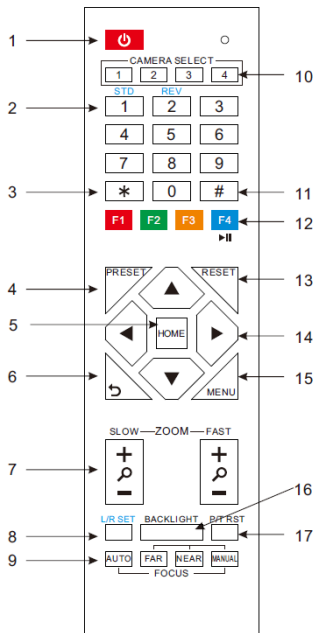 1
CAMERA SELECT
1 2 3 4 10
STD REV
2 1 2 3
4 5 6
7 8 9
3 * 0 # 11
F1 F2 F3 F4 12
PRESET RESET 13
4
5 HOME 14
6 MENU 15
SLOW ZOOM FAST
+ +
7
- -
16
L/R SET BACKLIGHT P/T RST
8 17
9 AUTO FAR NEAR MANUAL
FOCUS